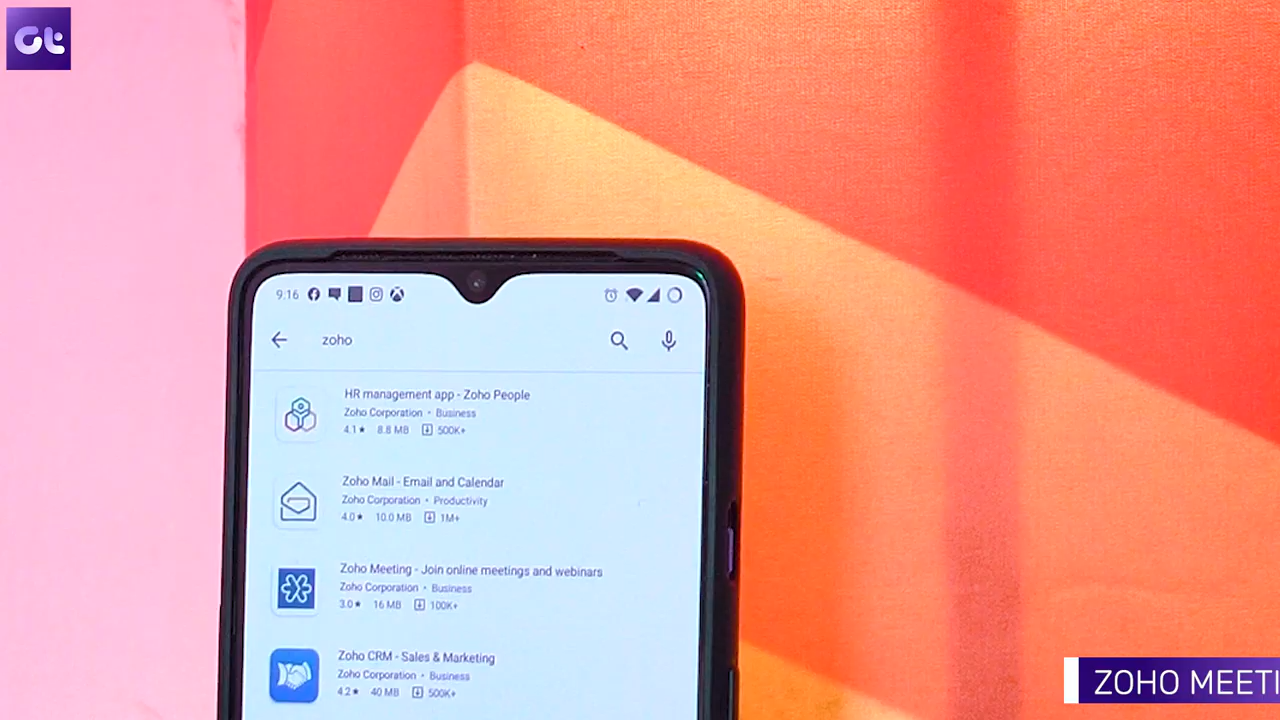 Gt
9:16
zoho
HR management app - Zoho People
Zoho Corporation • Business
4.1★ 8.8 MB 500K+
Zoho Mail - Email and Calendar
Zoho Corporation • Productivity
4.0★ 10.0 MB 1M+
Zoho Meeting - Join online meetings and webinars
Zoho Corporation • Business
3.0★ 16 MB 100K+
Zoho CRM - Sales & Marketing
Zoho Corporation • Business
4.2★ 40 MB 500K+
ZOHO MEETI